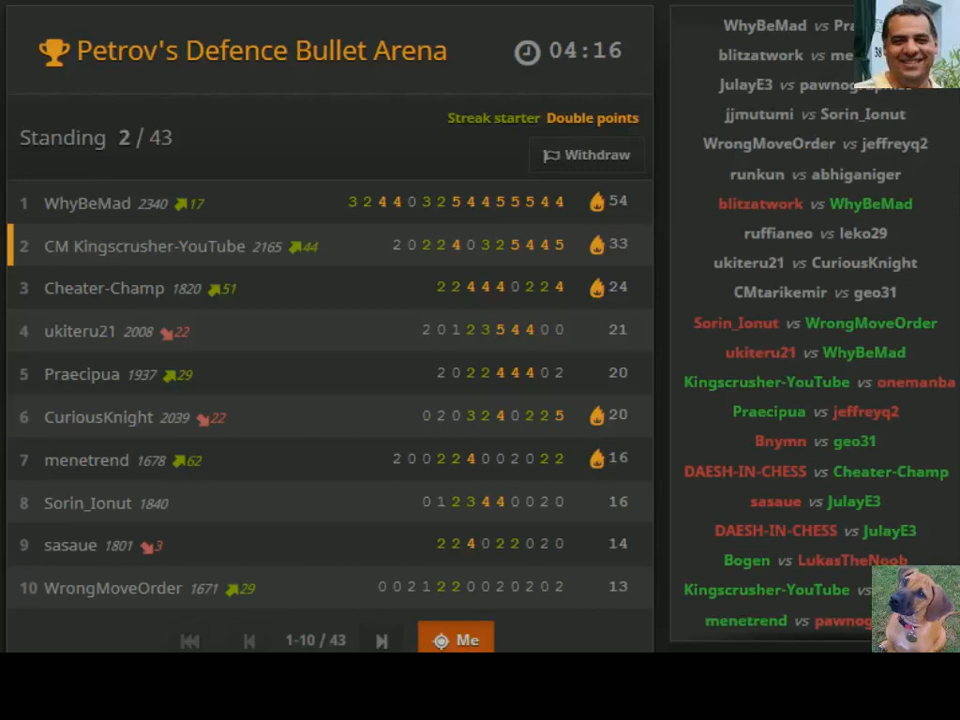 Petrov's Defence Bullet Arena
04:16
Standing 2 / 43
Streak starter Double points
Withdraw
1 WhyBeMad 2340 17 3 2 4 4 0 3 2 5 4 4 5 5 5 4 4 54
2 CM Kingscrusher-YouTube 2165 44 2 0 2 2 4 0 3 2 5 4 4 5 33
3 Cheater-Champ 1820 51 2 2 4 4 4 0 2 2 4 24
4 ukiteru21 2008 22 2 0 1 2 3 5 4 4 0 0 21
5 Praecipua 1937 29 2 0 2 2 4 4 4 0 2 20
6 CuriousKnight 2039 22 0 2 0 3 2 4 0 2 2 5 20
7 menetrend 1678 62 2 0 0 2 2 4 0 0 2 0 2 2 16
8 Sorin_Ionut 1840 0 1 2 3 4 4 0 0 2 0 16
9 sasaue 1801 3 2 2 4 0 2 2 0 2 0 14
10 WrongMoveOrder 1671 29 0 0 2 1 2 2 0 0 2 0 2 0 2 13
1-10 / 43
Me
WhyBeMad vs
blitzatwork vs
JulayE3 vs
jjmutumi vs Sorin_Ionut
WrongMoveOrder vs jeffreyq2
runkun vs abhiganiger
blitzatwork vs WhyBeMad
ruffianeo vs leko29
ukiteru21 vs CuriousKnight
CMtarikemir vs geo31
Sorin_Ionut vs WrongMoveOrder
ukiteru21 vs WhyBeMad
Kingscrusher-YouTube vs onemanba
Praecipua vs jeffreyq2
Bnymn vs geo31
DAESH-IN-CHESS vs Cheater-Champ
sasaue vs JulayE3
DAESH-IN-CHESS vs JulayE3
Bogen vs LukasTheNoob
Kingscrusher-YouTube vs
menetrend vs